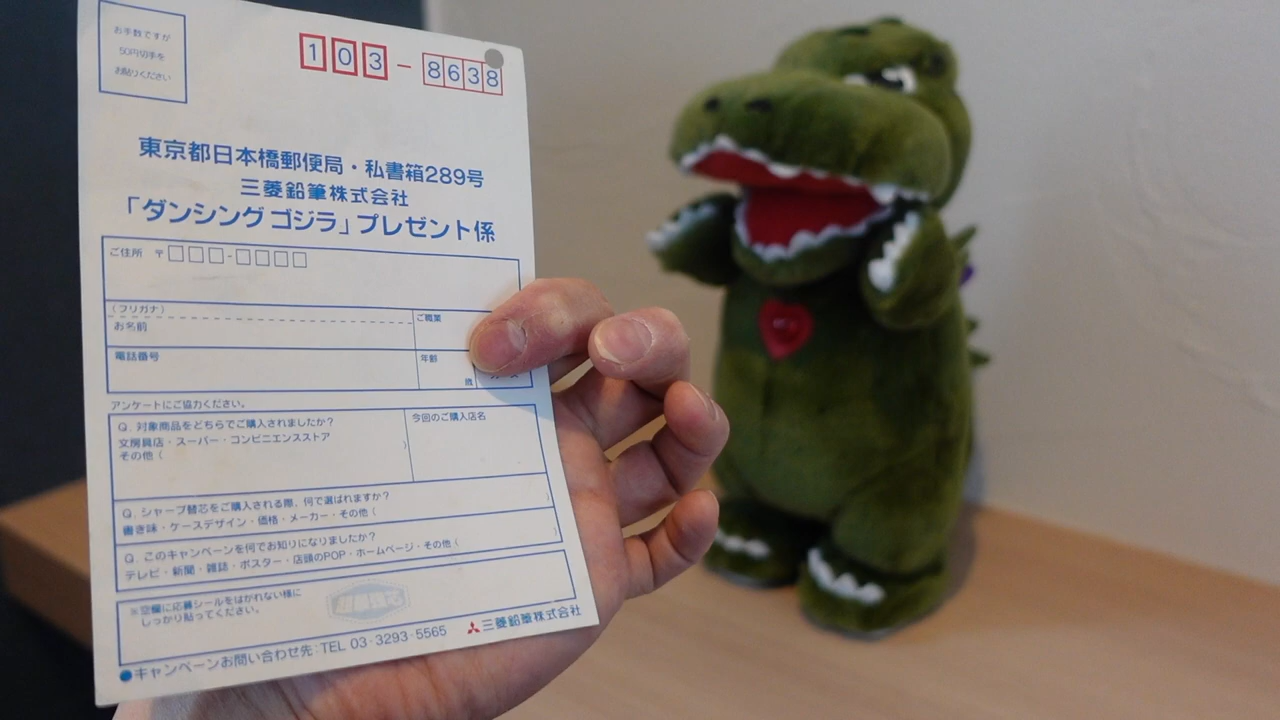 お手数ですが
50円切手を
お貼りください
103-8638
東京都日本橋郵便局・私書箱289号
三菱鉛筆株式会社
「ダンシング ゴジラ」プレゼント係
ご住所 〒□□□-□□□□
(フリガナ)
お名前
ご職業
電話番号
年齢
歳
アンケートにご協力ください。
Q. 対象商品をどちらでご購入されましたか?
文房具店・スーパー・コンビニエンスストア
その他( )
今回のご購入店名
Q. シャープ替芯をご購入される際、何で選ばれますか?
書き味・ケースデザイン・価格・メーカー・その他( )
Q. このキャンペーンを何でお知りになりましたか?
テレビ・新聞・雑誌・ポスター・店頭のPOP・ホームページ・その他( )
※空欄に応募シールをはがれない様に
しっかり貼ってください。
●キャンペーンお問い合わせ先:TEL 03-3293-5565
三菱鉛筆株式会社